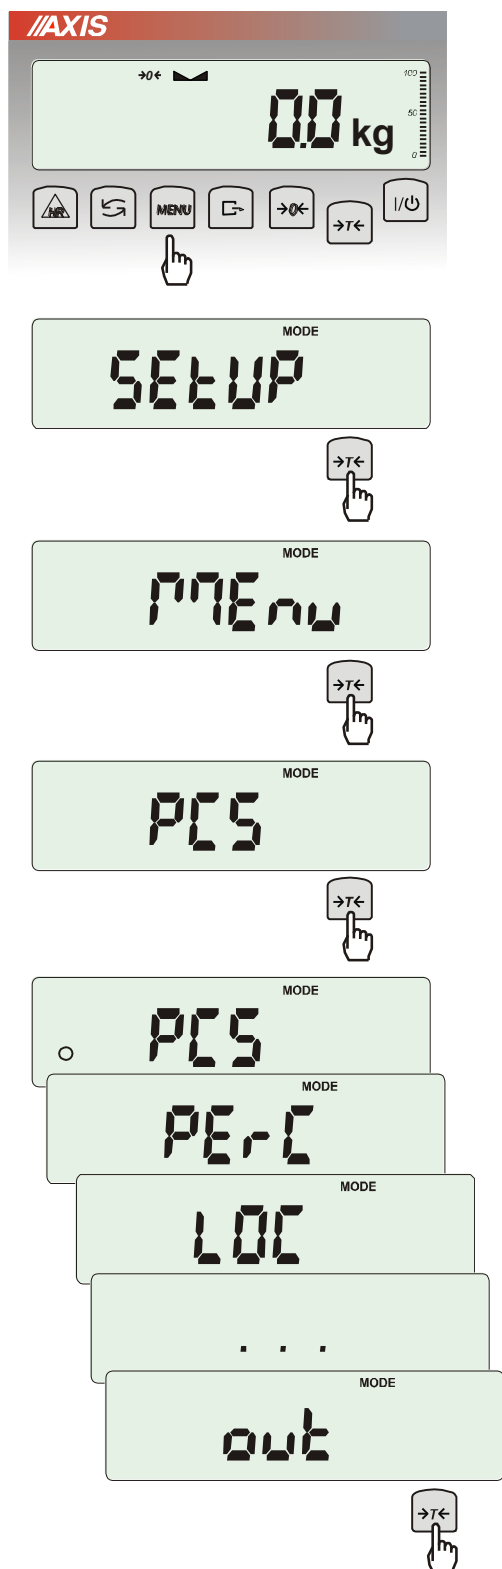 //AXIS
→0← 100
50
0.0 kg
0
HR MENU →0← →T← I/⏻
MODE
SEtUP
→T←
MODE
MEnu
→T←
MODE
PCS
→T←
MODE
PCS
MODE
PErC
MODE
LOC
. . .
MODE
out
→T←